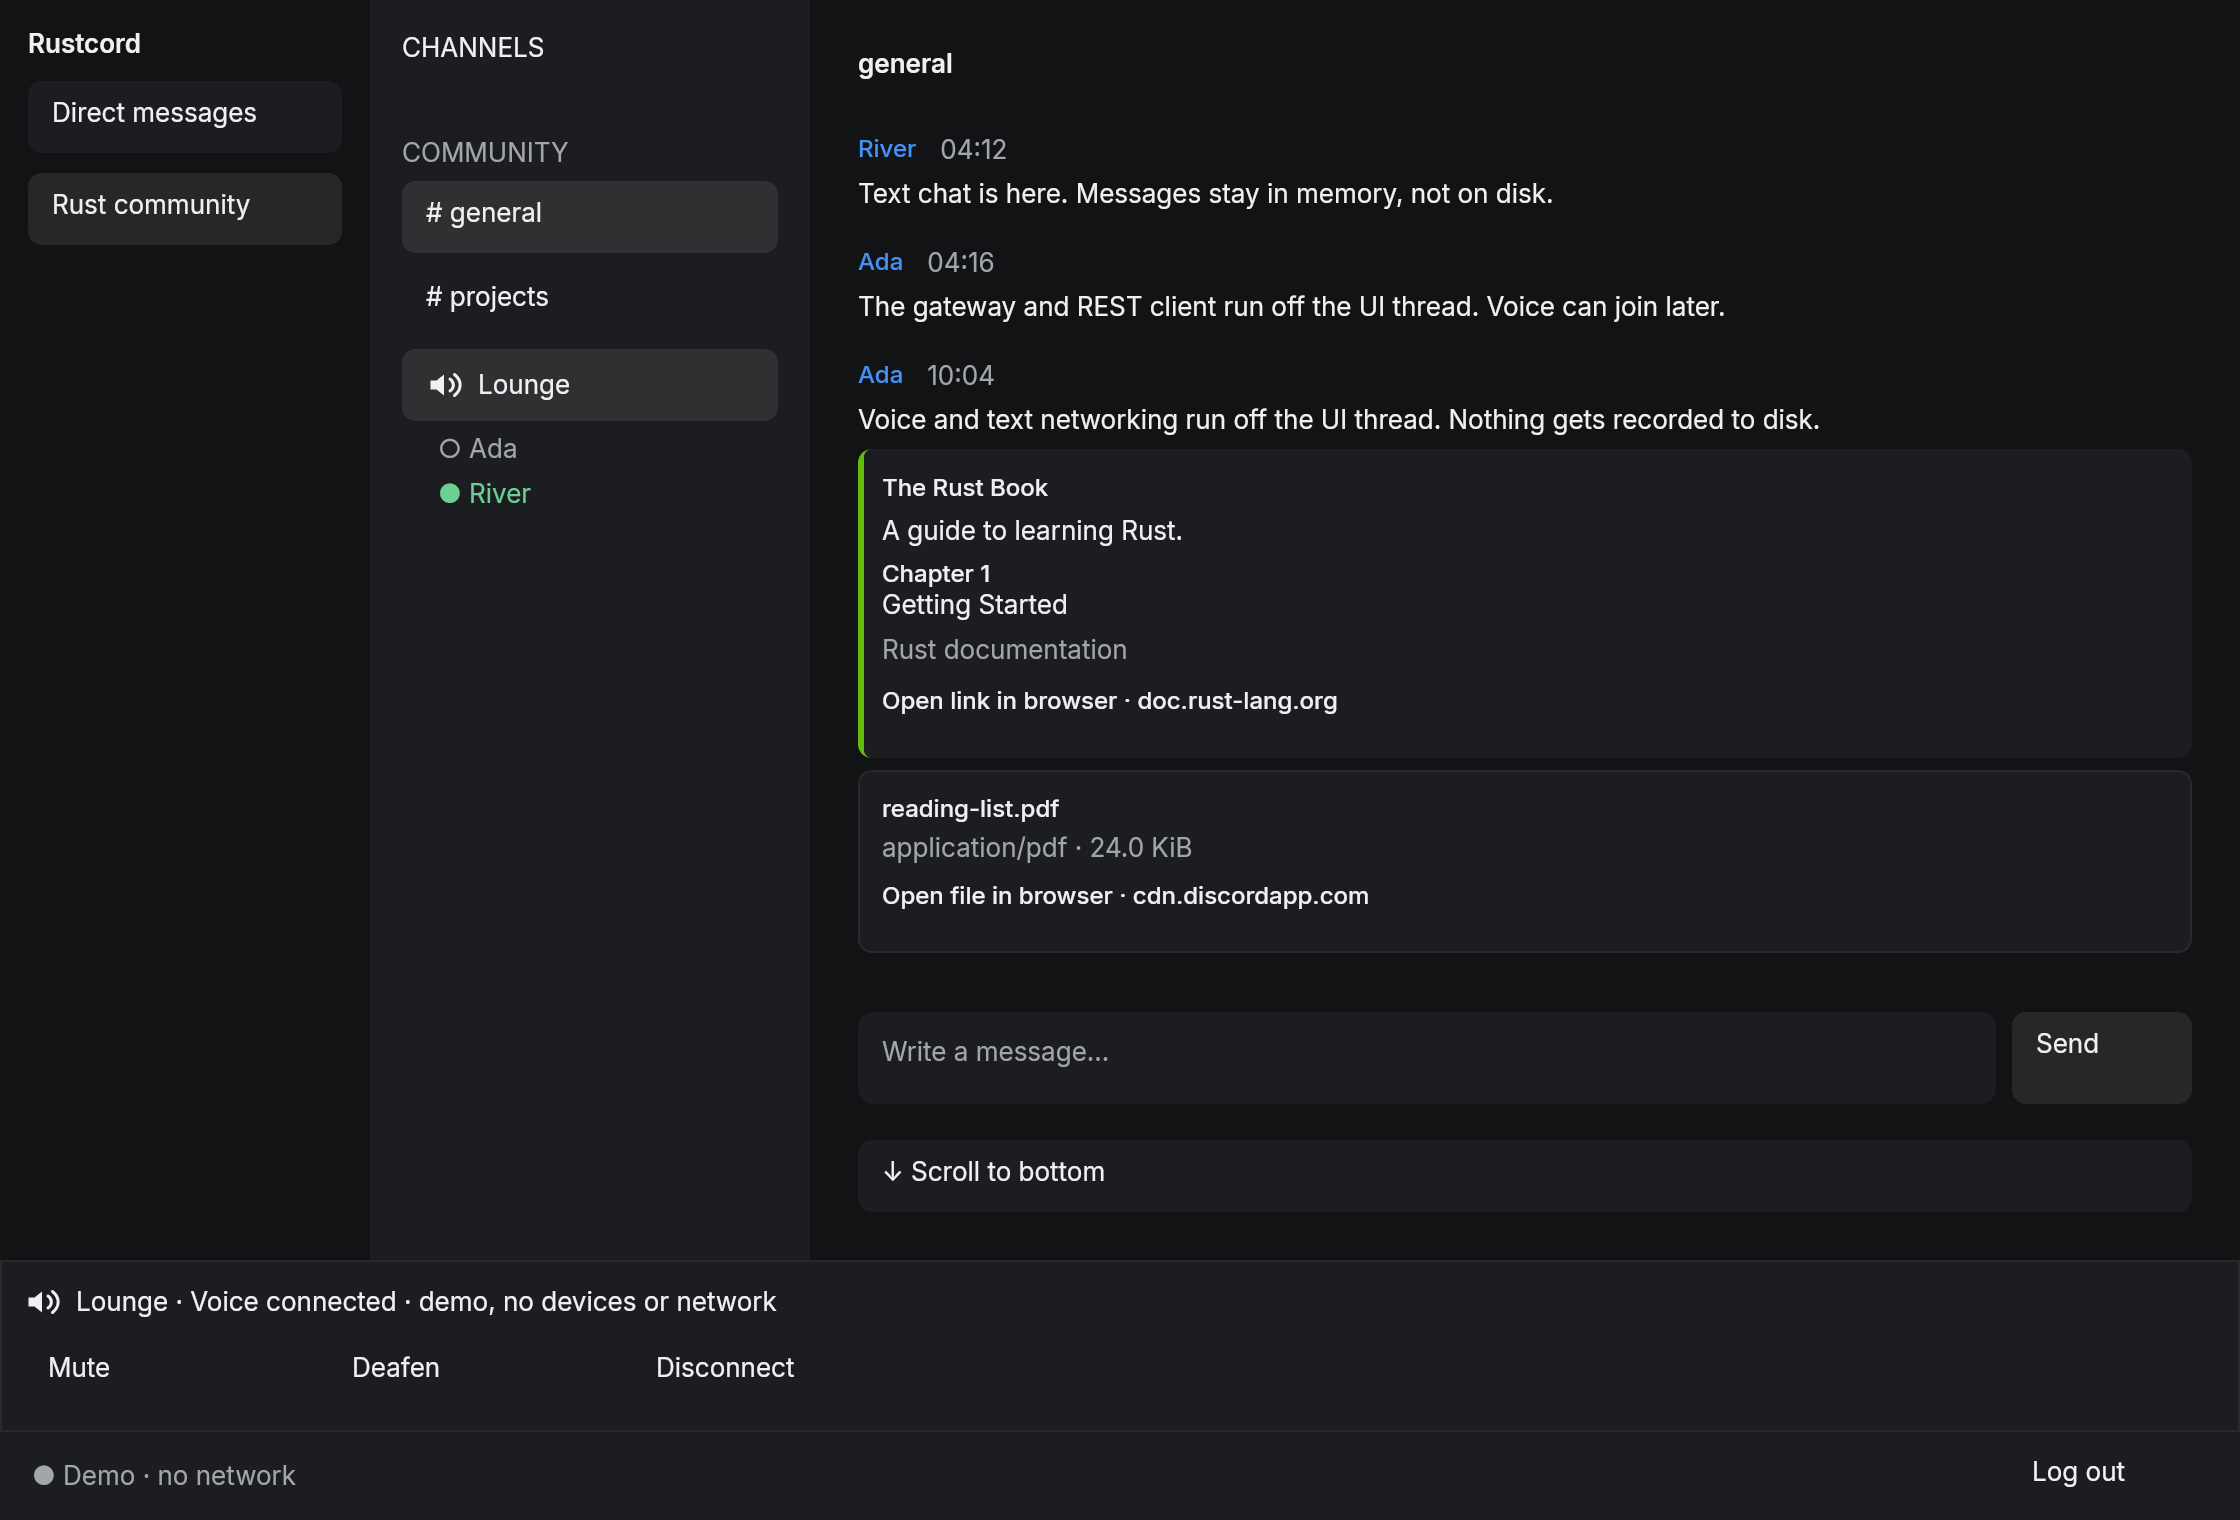 Rustcord
Direct messages
Rust community
CHANNELS
COMMUNITY
# general
# projects
Lounge
Ada
River
general
River 04:12
Text chat is here. Messages stay in memory, not on disk.
Ada 04:16
The gateway and REST client run off the UI thread. Voice can join later.
Ada 10:04
Voice and text networking run off the UI thread. Nothing gets recorded to disk.
The Rust Book
A guide to learning Rust.
Chapter 1
Getting Started
Rust documentation
Open link in browser · doc.rust-lang.org
reading-list.pdf
application/pdf · 24.0 KiB
Open file in browser · cdn.discordapp.com
Write a message...
Send
↓ Scroll to bottom
Lounge · Voice connected · demo, no devices or network
Mute Deafen Disconnect
Demo · no network
Log out